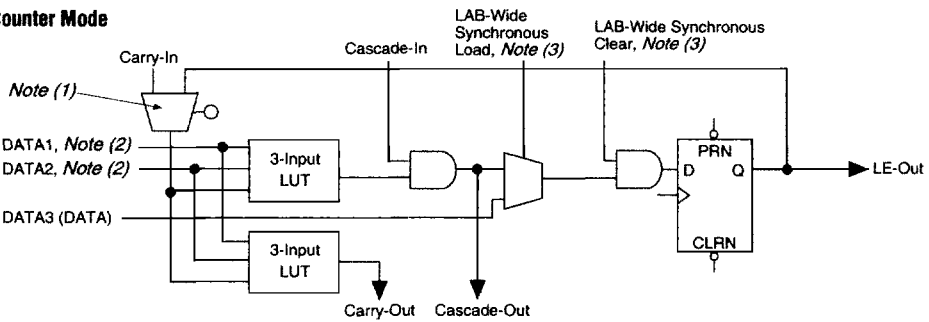 Counter Mode
LAB-Wide
Synchronous
Load, Note (3)
LAB-Wide Synchronous
Clear, Note (3)
Cascade-In
Carry-In
Note (1)
DATA1, Note (2)
DATA2, Note (2)
DATA3 (DATA)
3-Input
LUT
3-Input
LUT
PRN
D Q
CLRN
LE-Out
Carry-Out
Cascade-Out